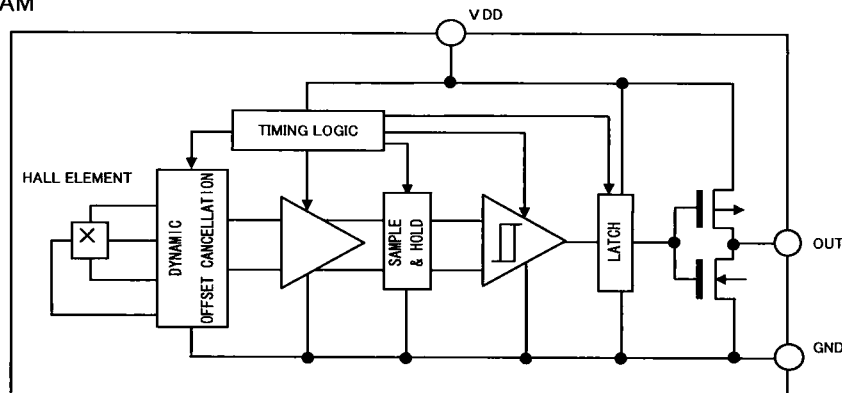 AM
VDD
TIMING LOGIC
HALL ELEMENT
DYNAMIC
OFFSET CANCELLATION
SAMPLE
& HOLD
LATCH
OUT
GND